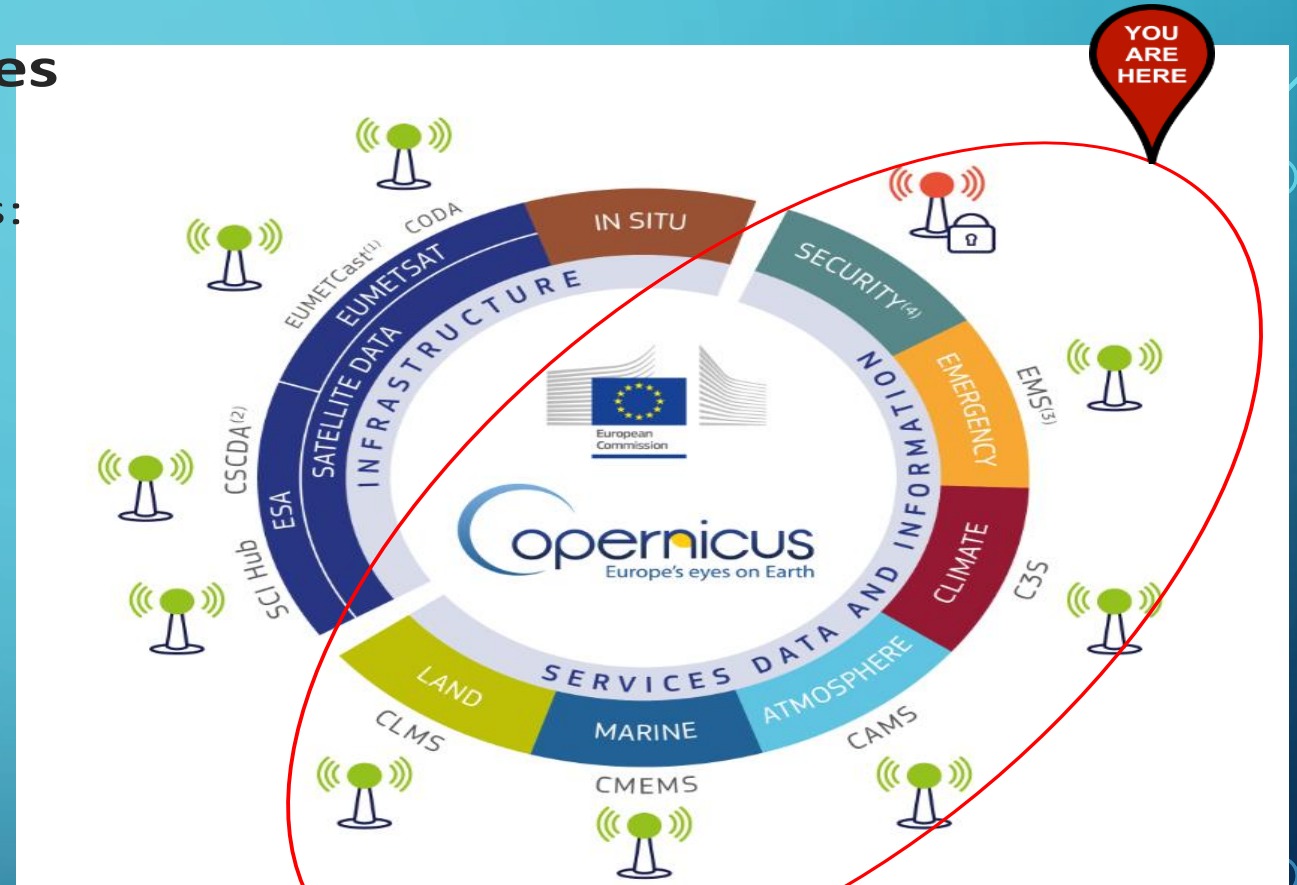 YOU
ARE
HERE
es
s:
CODA
EUMETCast(1)
EUMETSAT
IN SITU
SECURITY(4)
INFRASTRUCTURE
SATELLITE DATA
EMERGENCY
EMS(3)
European
Commission
CSCDA(2)
ESA
SCI Hub
opernicus
Europe's eyes on Earth
CLIMATE
C3S
SERVICES DATA AND INFORMATION
LAND
CLMS
MARINE
CMEMS
ATMOSPHERE
CAMS